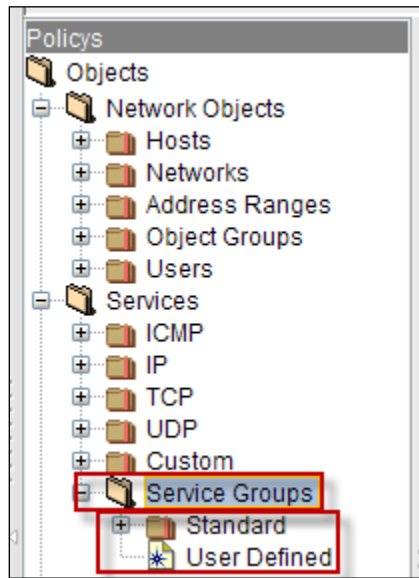 Policys
Objects
Network Objects
Hosts
Networks
Address Ranges
Object Groups
Users
Services
ICMP
IP
TCP
UDP
Custom
Service Groups
Standard
User Defined